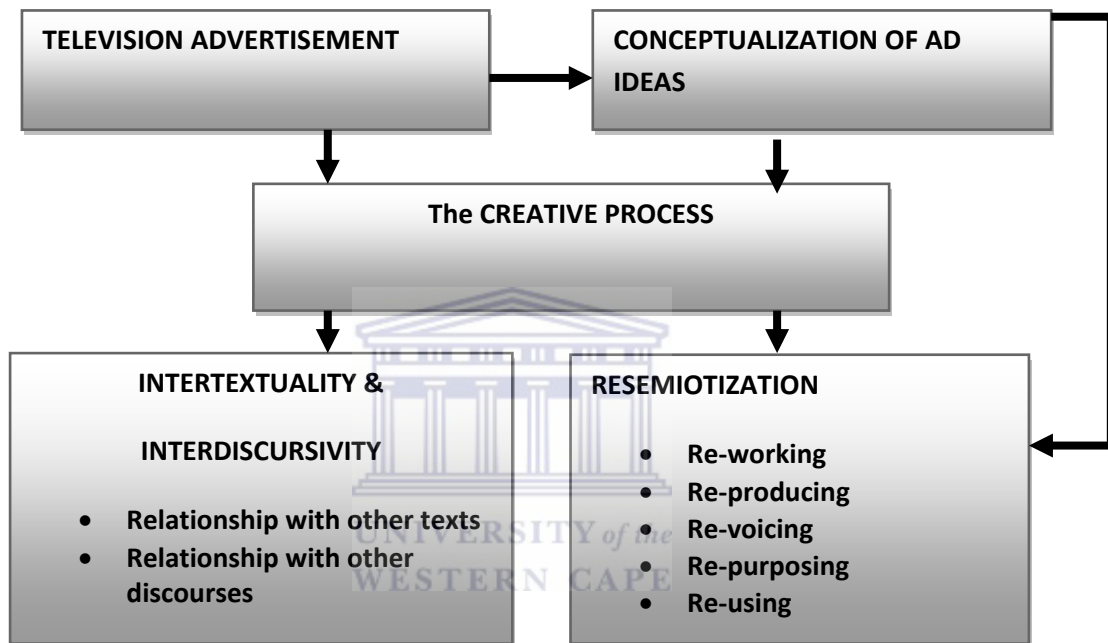 TELEVISION ADVERTISEMENT
CONCEPTUALIZATION OF AD
IDEAS
The CREATIVE PROCESS
INTERTEXTUALITY &
INTERDISCURSIVITY
• Relationship with other texts
• Relationship with other
discourses
RESEMIOTIZATION
• Re-working
• Re-producing
• Re-voicing
• Re-purposing
• Re-using
UNIVERSITY of the
WESTERN CAPE